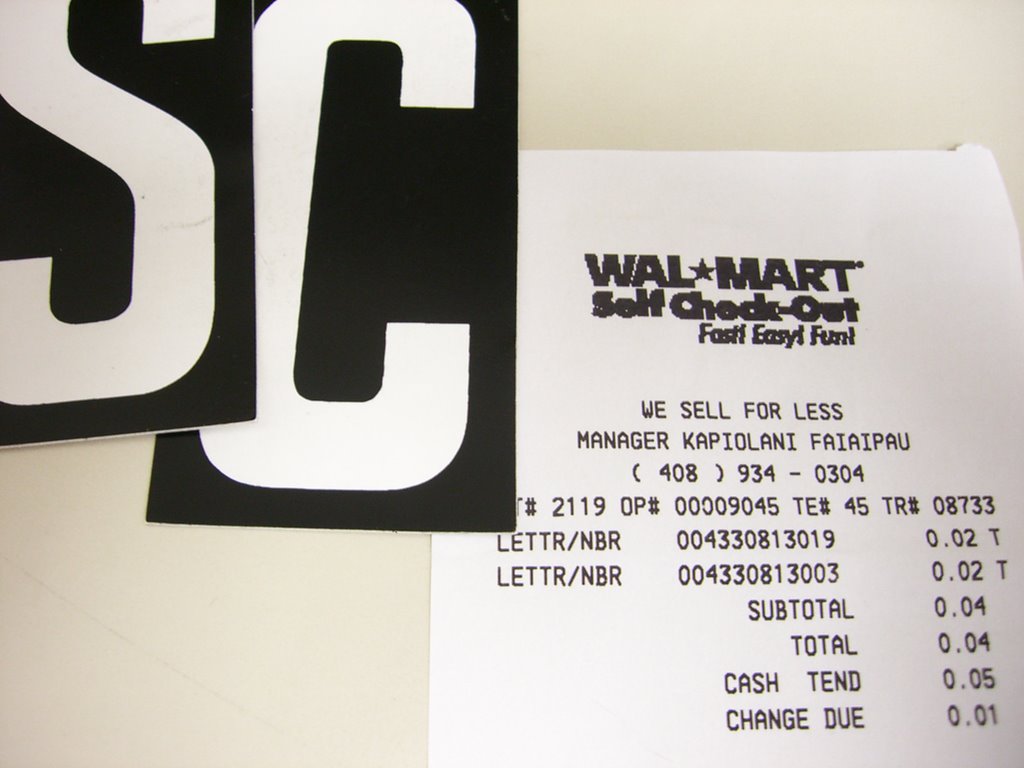 S C
WAL★MART®
Self Check-Out
Fast! Easy! Fun!
WE SELL FOR LESS
MANAGER KAPIOLANI FAIAIPAU
( 408 ) 934 - 0304
T# 2119 OP# 00009045 TE# 45 TR# 08733
LETTR/NBR 004330813019 0.02 T
LETTR/NBR 004330813003 0.02 T
SUBTOTAL 0.04
TOTAL 0.04
CASH TEND 0.05
CHANGE DUE 0.01